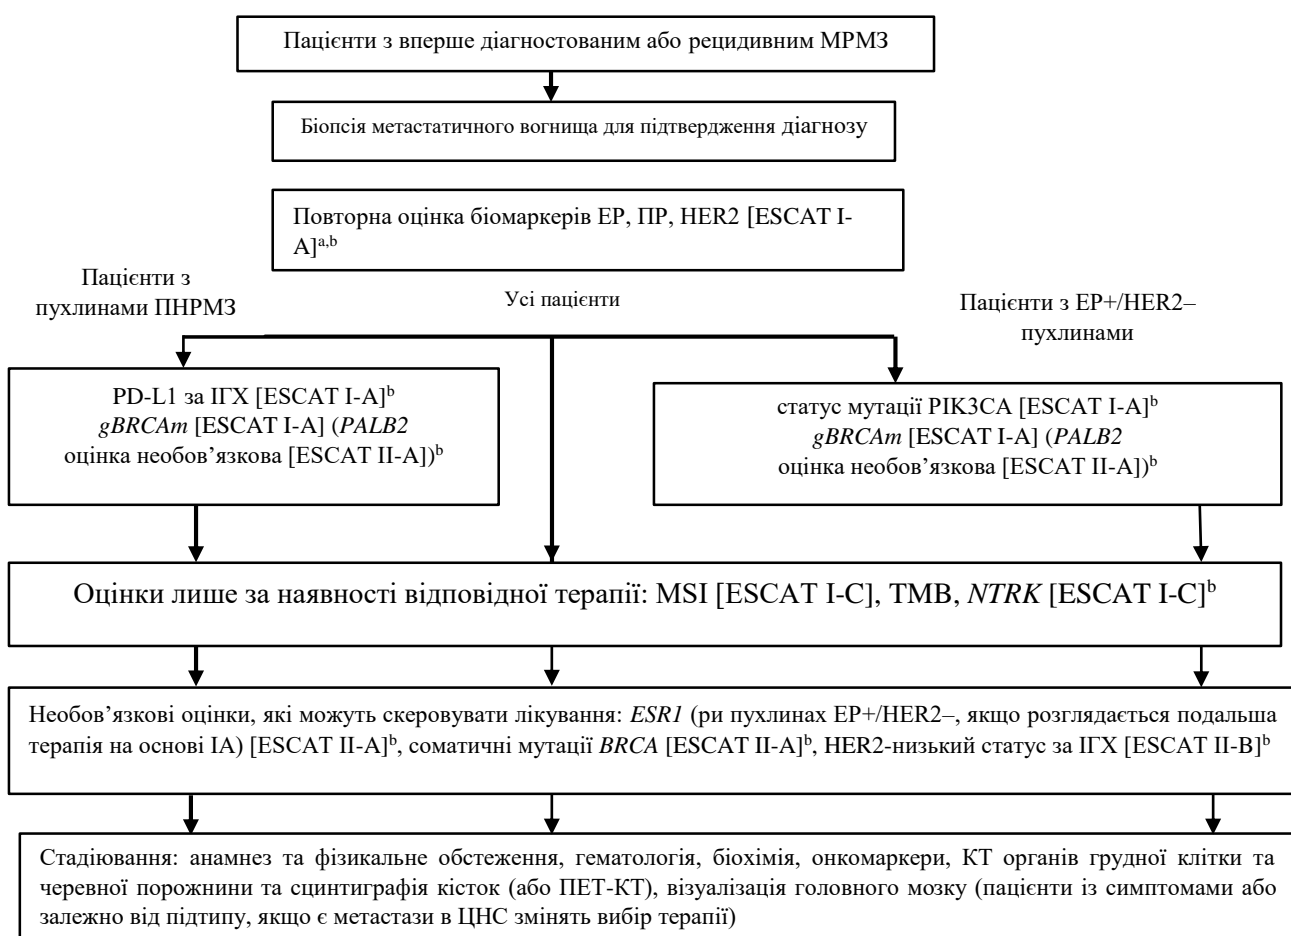 Пацієнти з вперше діагностованим або рецидивним МРМЗ
Біопсія метастатичного вогнища для підтвердження діагнозу
Повторна оцінка біомаркерів ЕР, ПР, HER2 [ESCAT I-
A]a,b
Пацієнти з
пухлинами ПНРМЗ
Усі пацієнти
Пацієнти з ЕР+/HER2–
пухлинами
PD-L1 за ІГХ [ESCAT I-A]b
gBRCAm [ESCAT I-A] (PALB2
оцінка необов’язкова [ESCAT II-A])b
статус мутації PIK3CA [ESCAT I-A]b
gBRCAm [ESCAT I-A] (PALB2
оцінка необов’язкова [ESCAT II-A])b
Оцінки лише за наявності відповідної терапії: MSI [ESCAT I-C], TMB, NTRK [ESCAT I-C]b
Необов’язкові оцінки, які можуть скеровувати лікування: ESR1 (ри пухлинах ЕР+/HER2–, якщо розглядається подальша
терапія на основі ІА) [ESCAT II-A]b, соматичні мутації BRCA [ESCAT II-A]b, HER2-низький статус за ІГХ [ESCAT II-B]b
Стадіювання: анамнез та фізикальне обстеження, гематологія, біохімія, онкомаркери, КТ органів грудної клітки та
черевної порожнини та сцинтиграфія кісток (або ПЕТ-КТ), візуалізація головного мозку (пацієнти із симптомами або
залежно від підтипу, якщо є метастази в ЦНС змінять вибір терапії)